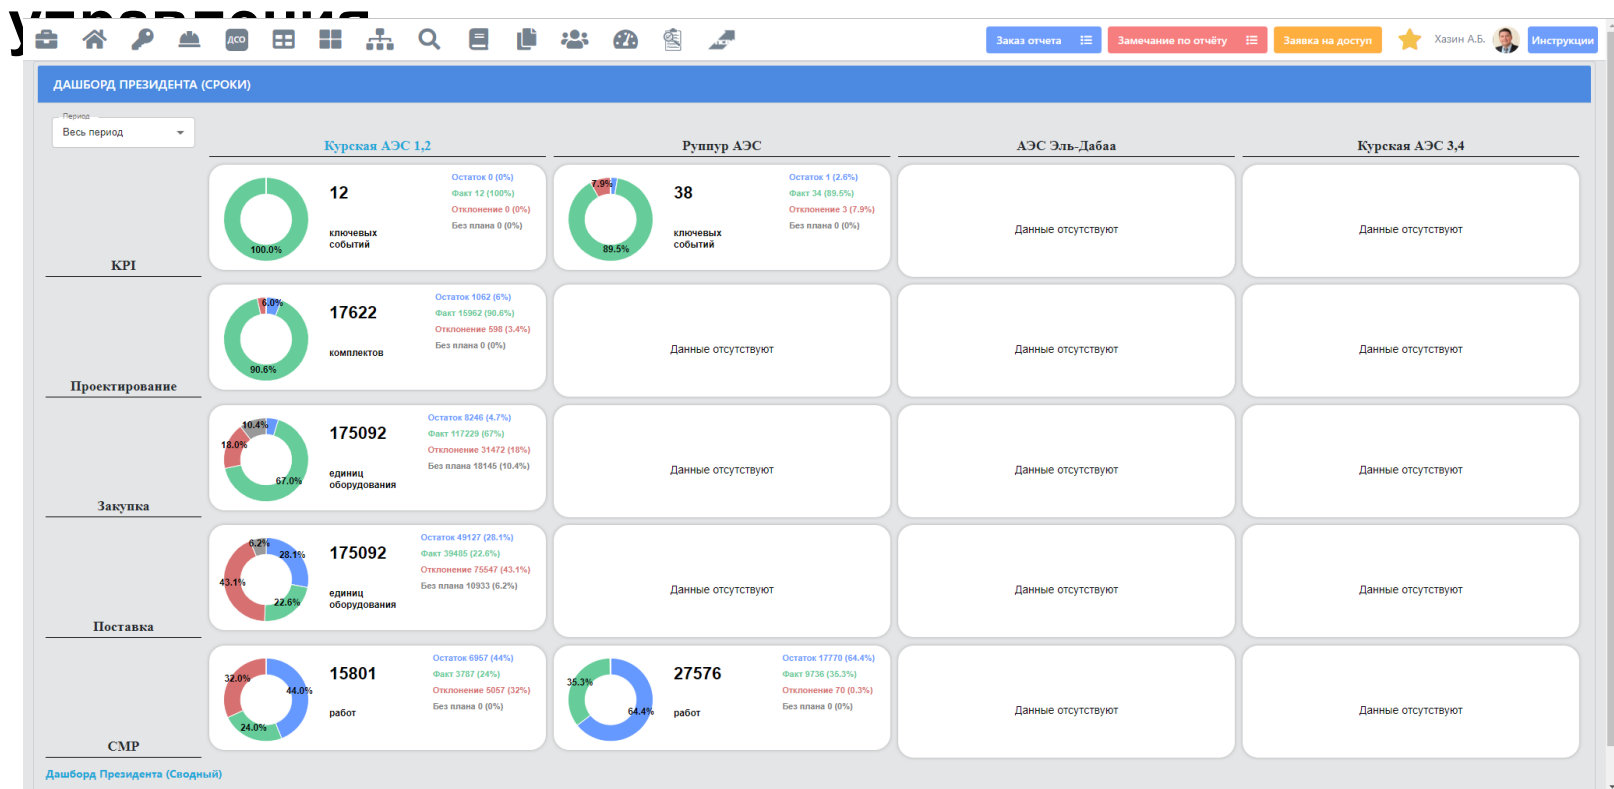 управления
ДСО
Заказ отчета
Замечание по отчёту
Заявка на доступ
Хазин А.Б.
Инструкции
ДАШБОРД ПРЕЗИДЕНТА (СРОКИ)
Период
Весь период
Курская АЭС 1,2
Руппур АЭС
АЭС Эль-Дабаа
Курская АЭС 3,4
KPI
100.0%
12
ключевых
событий
Остаток 0 (0%)
Факт 12 (100%)
Отклонение 0 (0%)
Без плана 0 (0%)
7.9%
89.5%
38
ключевых
событий
Остаток 1 (2.6%)
Факт 34 (89.5%)
Отклонение 3 (7.9%)
Без плана 0 (0%)
Данные отсутствуют
Данные отсутствуют
Проектирование
6.0%
90.6%
17622
комплектов
Остаток 1062 (6%)
Факт 15962 (90.6%)
Отклонение 598 (3.4%)
Без плана 0 (0%)
Данные отсутствуют
Данные отсутствуют
Данные отсутствуют
Закупка
10.4%
18.0%
67.0%
175092
единиц
оборудования
Остаток 8246 (4.7%)
Факт 117229 (67%)
Отклонение 31472 (18%)
Без плана 18145 (10.4%)
Данные отсутствуют
Данные отсутствуют
Данные отсутствуют
Поставка
6.2%
28.1%
43.1%
22.6%
175092
единиц
оборудования
Остаток 49127 (28.1%)
Факт 39485 (22.6%)
Отклонение 75547 (43.1%)
Без плана 10933 (6.2%)
Данные отсутствуют
Данные отсутствуют
Данные отсутствуют
СМР
32.0%
44.0%
24.0%
15801
работ
Остаток 6957 (44%)
Факт 3787 (24%)
Отклонение 5057 (32%)
Без плана 0 (0%)
35.3%
64.4%
27576
работ
Остаток 17770 (64.4%)
Факт 9736 (35.3%)
Отклонение 70 (0.3%)
Без плана 0 (0%)
Данные отсутствуют
Данные отсутствуют
Дашборд Президента (Сводный)